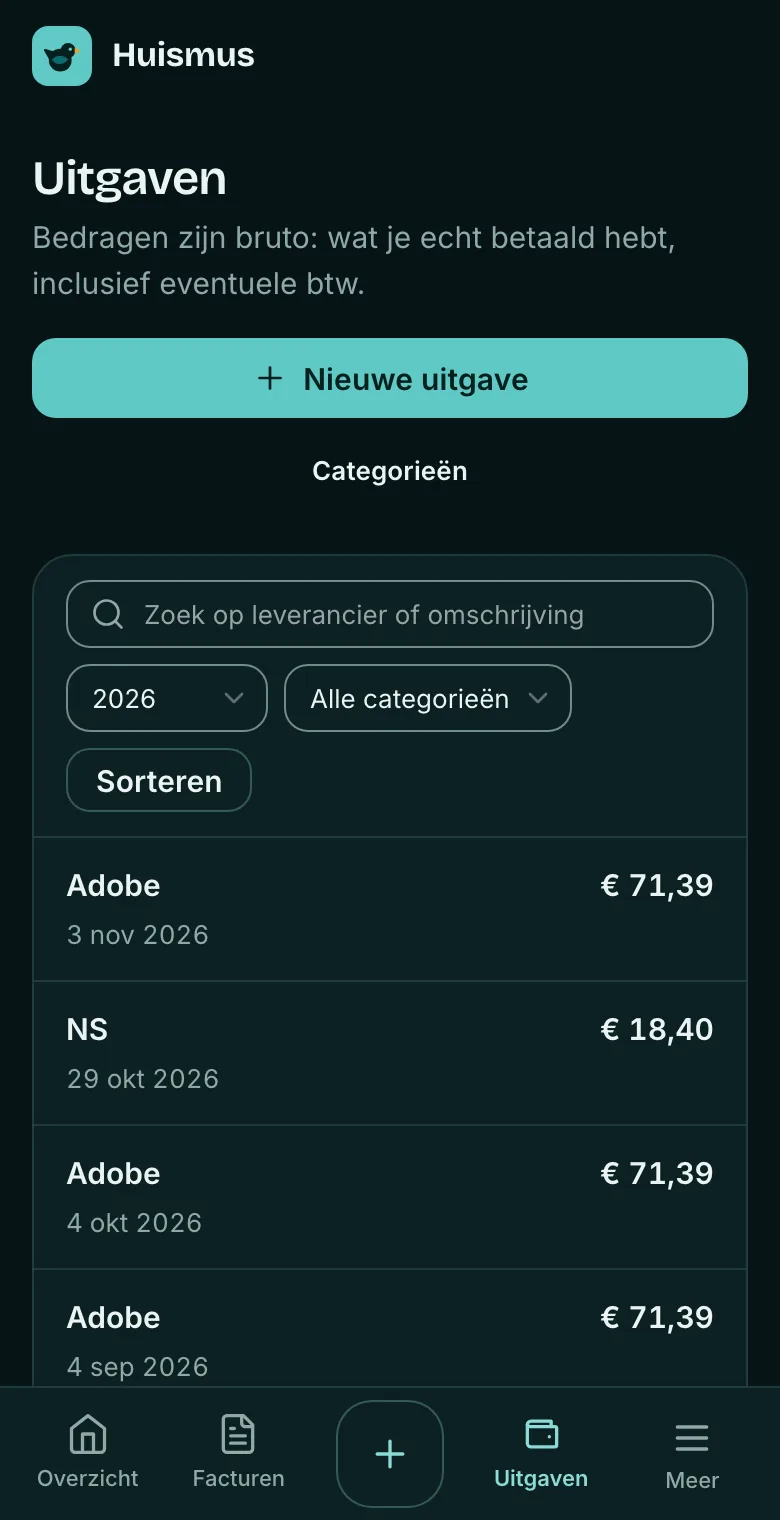 Huismus
Uitgaven
Bedragen zijn bruto: wat je echt betaald hebt,
inclusief eventuele btw.
Nieuwe uitgave
Categorieën
Zoek op leverancier of omschrijving
2026
Alle categorieën
Sorteren
Adobe
€ 71,39
3 nov 2026
NS
€ 18,40
29 okt 2026
Adobe
€ 71,39
4 okt 2026
Adobe
€ 71,39
4 sep 2026
Overzicht
Facturen
Uitgaven
Meer